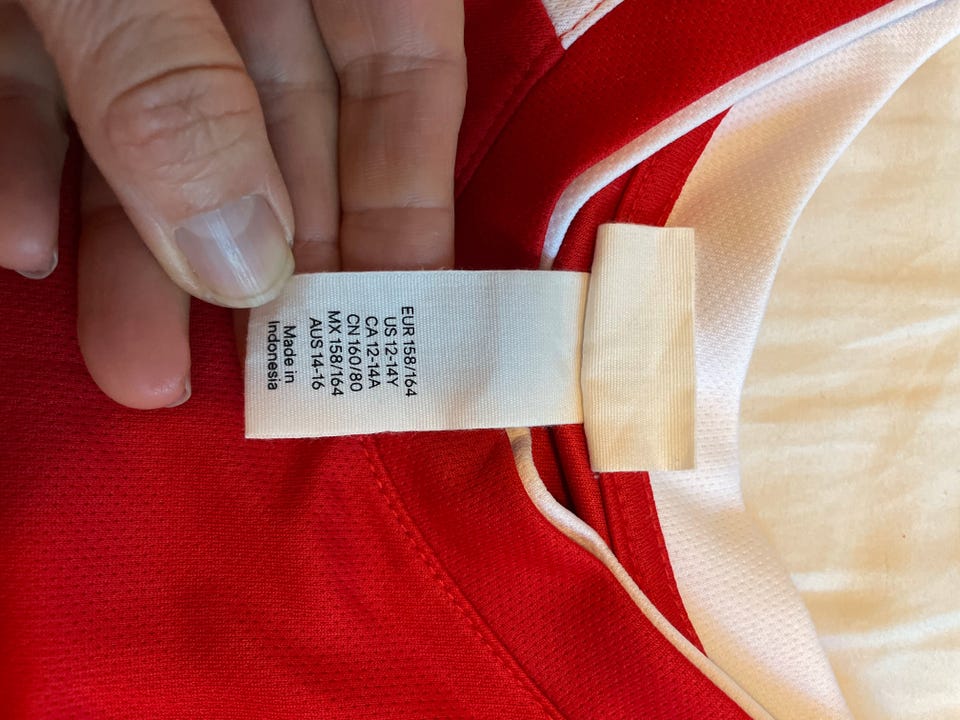 EUR 158/164
US 12-14Y
CA 12-14A
CN 160/80
MX 158/164
AUS 14-16
Made in
Indonesia